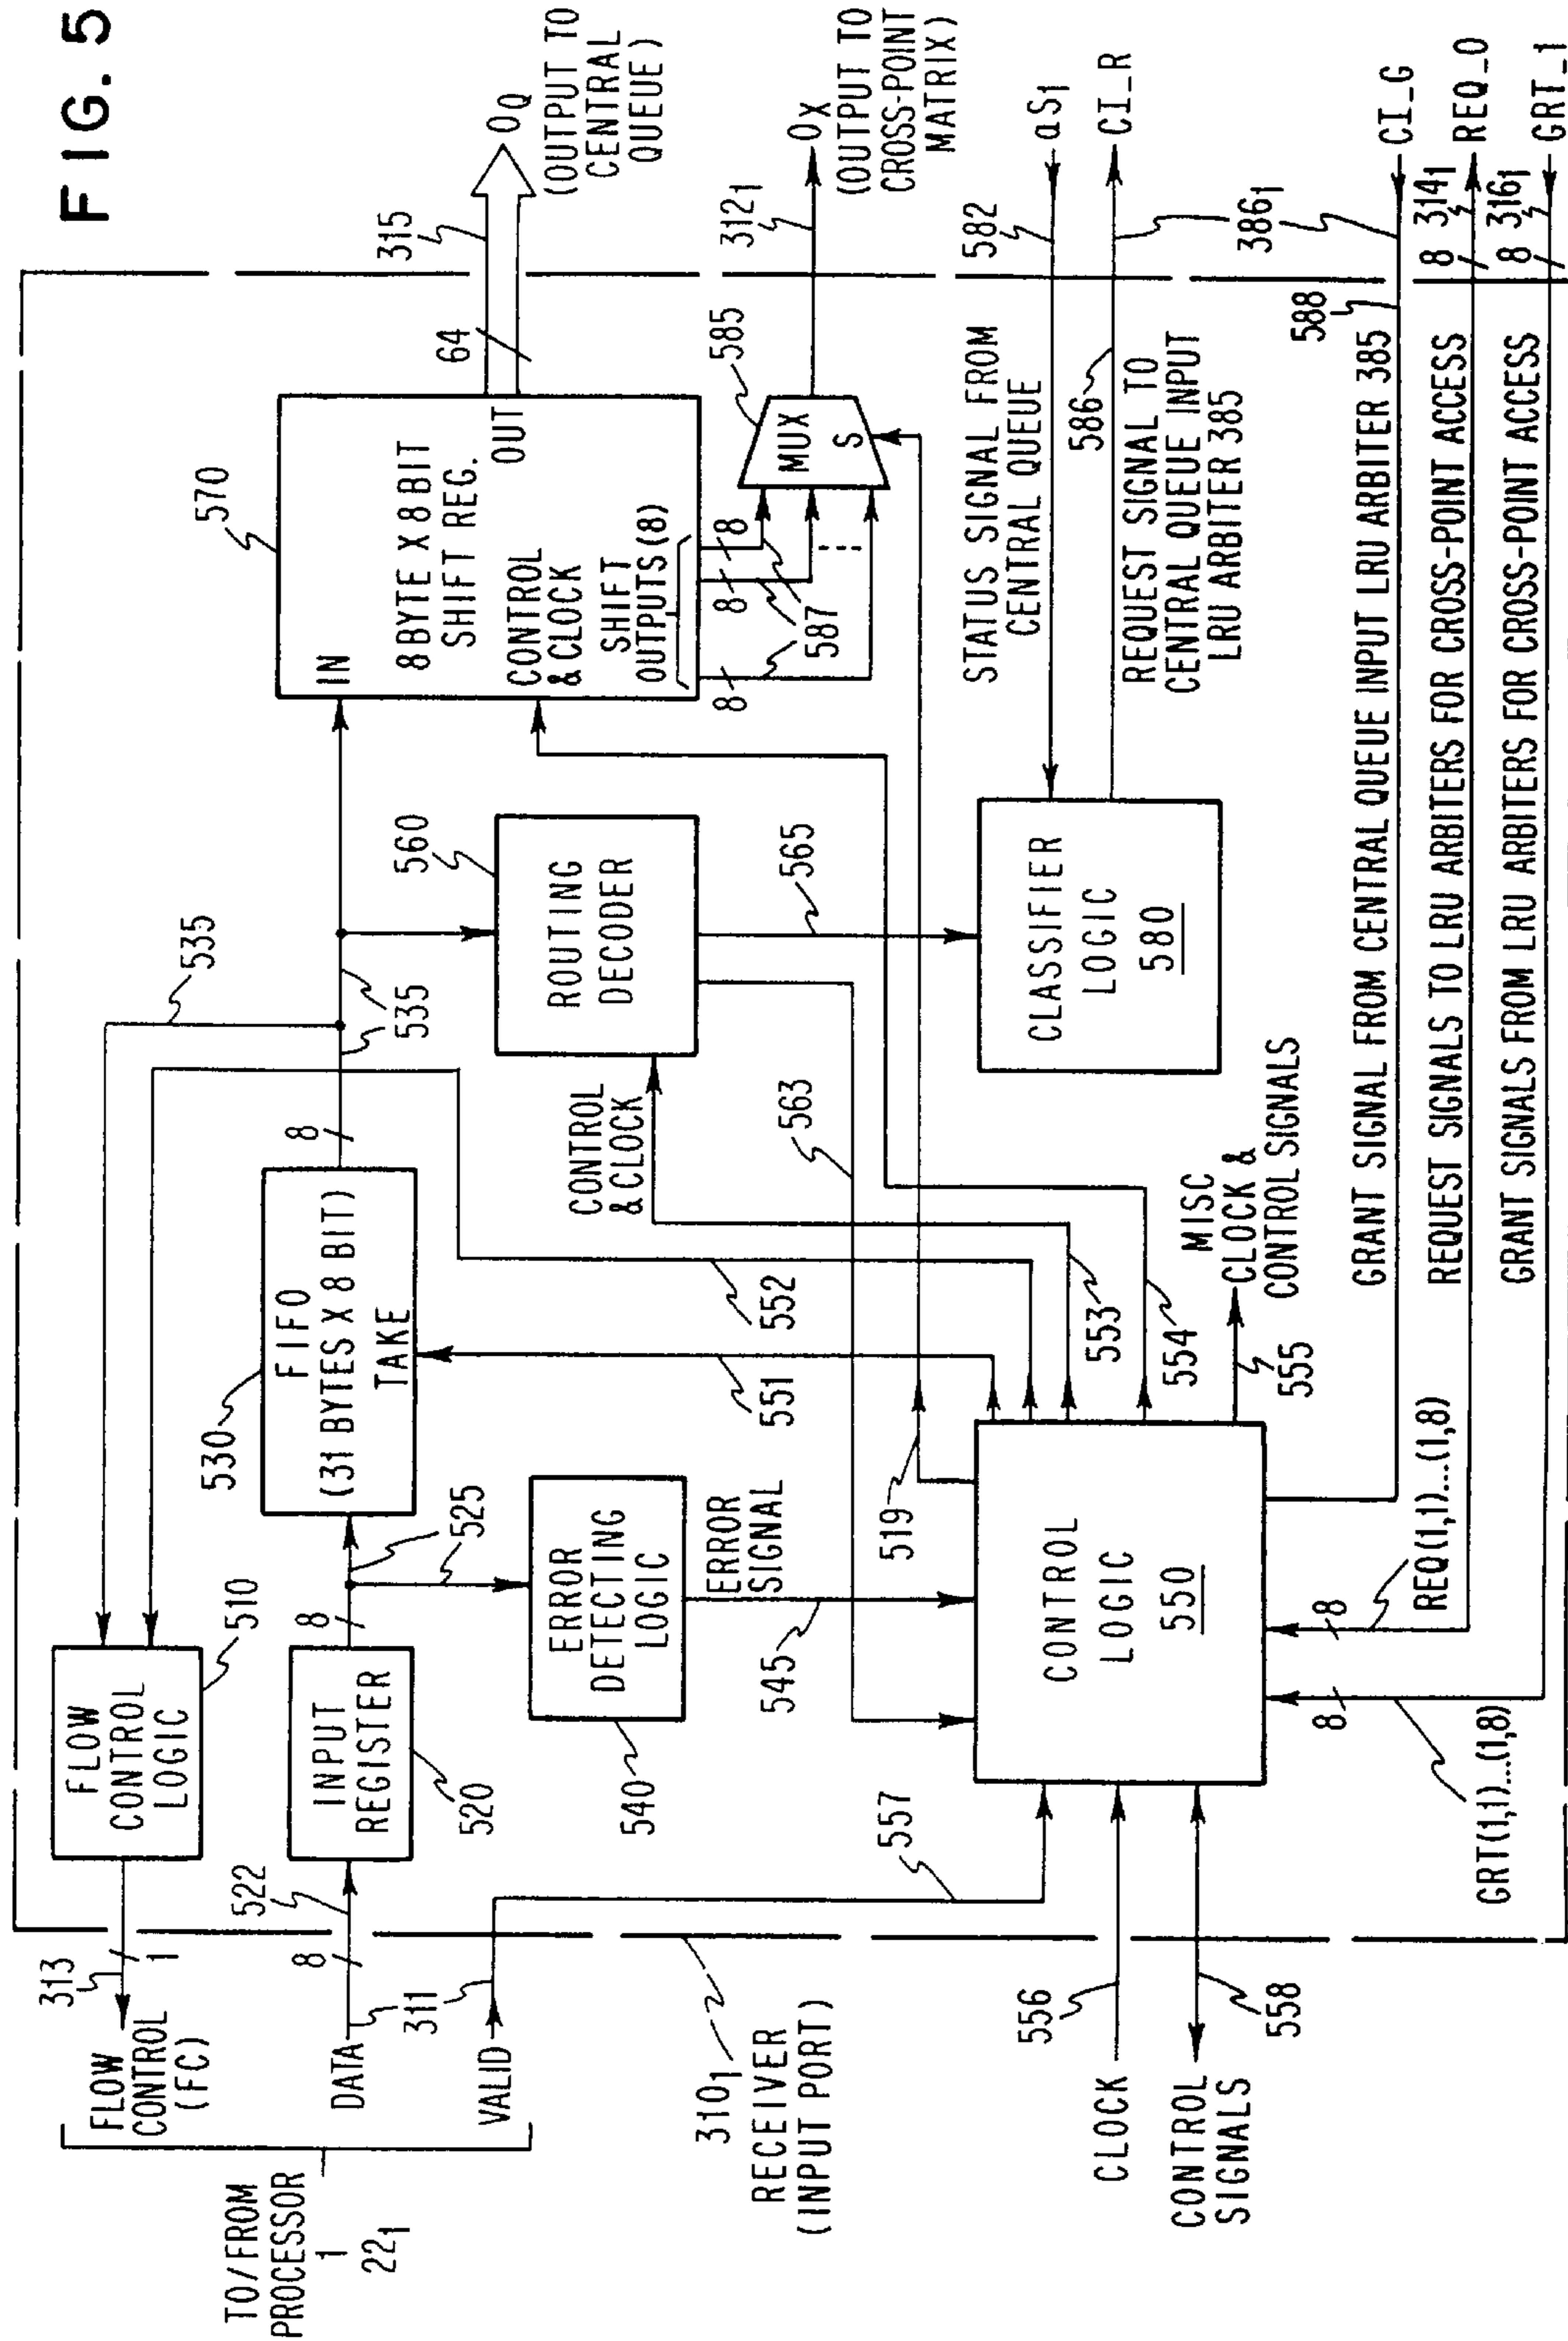 FIG. 5
TO/FROM
PROCESSOR
1
22₁
FLOW
CONTROL
(FC)
313
1
DATA
8
311
522
VALID
FLOW
CONTROL
LOGIC
510
INPUT
REGISTER
520
8
525
FIFO
(31 BYTES X 8 BIT)
TAKE
530
8
535
535
ERROR
DETECTING
LOGIC
540
ERROR
SIGNAL
545
551
552
CONTROL
& CLOCK
553
554
ROUTING
DECODER
560
563
565
IN
8 BYTE X 8 BIT
SHIFT REG.
OUT
CONTROL
& CLOCK
SHIFT
OUTPUTS (8)
570
64
315
O_Q
(OUTPUT TO
CENTRAL
QUEUE)
8
8
8
587
MUX
S
585
312₁
O_X
(OUTPUT TO
CROSS-POINT
MATRIX)
519
CLASSIFIER
LOGIC
580
STATUS SIGNAL FROM
CENTRAL QUEUE
582
aS₁
586
REQUEST SIGNAL TO
CENTRAL QUEUE INPUT
LRU ARBITER 385
CI_R
386₁
310₁
RECEIVER
(INPUT PORT)
557
CLOCK
556
CONTROL
SIGNALS
558
CONTROL
LOGIC
550
MISC
CLOCK &
CONTROL SIGNALS
555
GRANT SIGNAL FROM CENTRAL QUEUE INPUT LRU ARBITER 385
588
CI_G
8
REQ(1,1)...(1,8)
REQUEST SIGNALS TO LRU ARBITERS FOR CROSS-POINT ACCESS
8
314₁
REQ_O
8
GRT(1,1)...(1,8)
GRANT SIGNALS FROM LRU ARBITERS FOR CROSS-POINT ACCESS
8
316₁
GRT_1